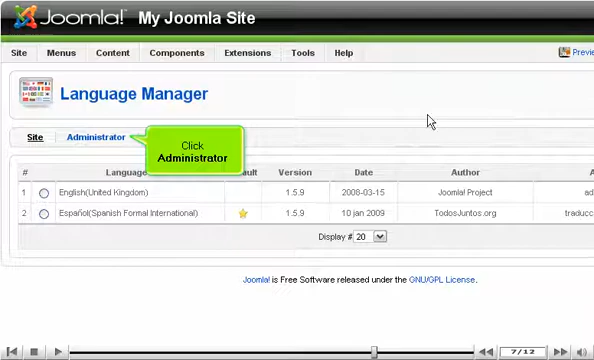 Joomla! My Joomla Site
Site Menus Content Components Extensions Tools Help Previe
Language Manager
Site Administrator
Click
Administrator
# Language ault Version Date Author A
1 English(United Kingdom) 1.5.9 2008-03-15 Joomla! Project ad
2 Español(Spanish Formal International) 1.5.9 10 jan 2009 TodosJuntos.org traducc
Display # 20
Joomla! is Free Software released under the GNU/GPL License.
7/12